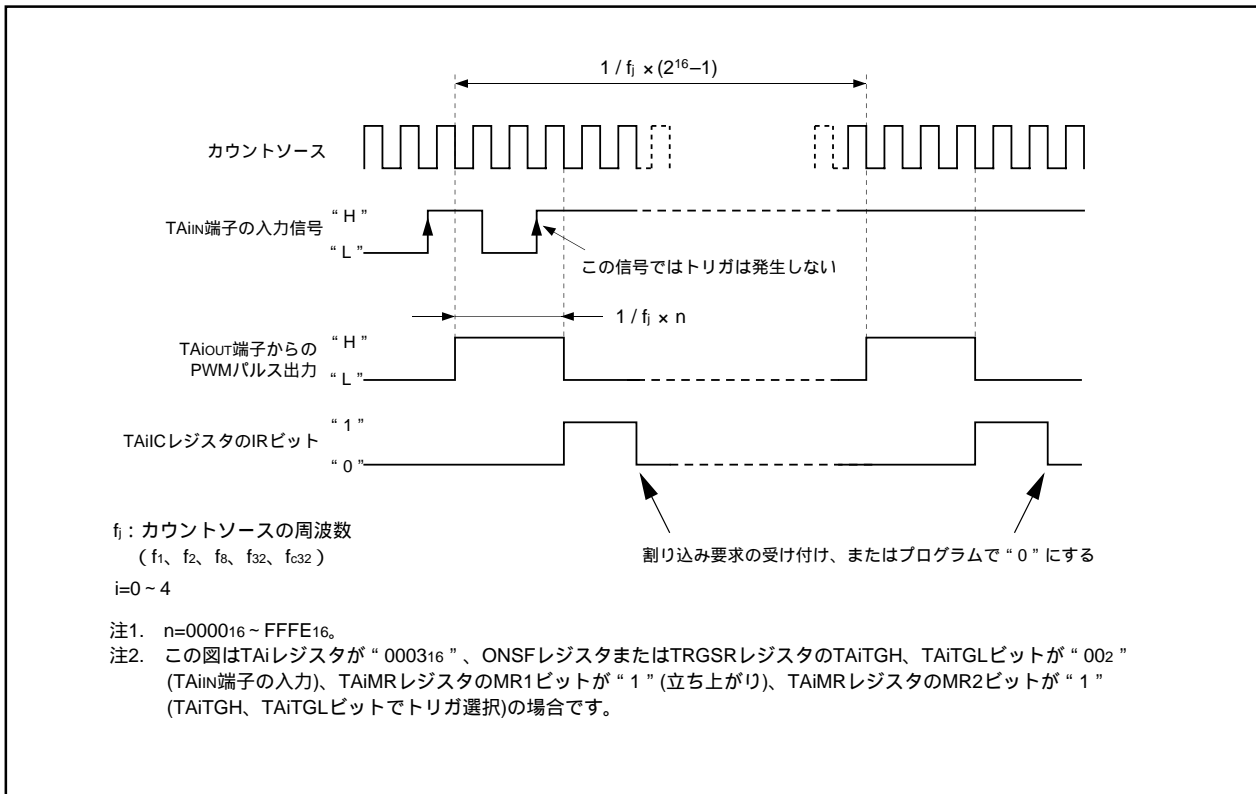 1 / fj × (2¹⁶–1)
カウントソース
TAiIN端子の入力信号
“ H ”
“ L ”
この信号ではトリガは発生しない
1 / fj × n
TAiOUT端子からの
PWMパルス出力
“ H ”
“ L ”
TAiICレジスタのIRビット
“ 1 ”
“ 0 ”
割り込み要求の受け付け、またはプログラムで “ 0 ” にする
fj : カウントソースの周波数
( f1、f2、f8、f32、fC32 )
i=0 ~ 4
注1. n=000016 ~ FFFE16。
注2. この図はTAiレジスタが “ 000316 ” 、ONSFレジスタまたはTRGSRレジスタのTAiTGH、TAiTGLビットが “ 002 ”
(TAiIN端子の入力)、TAiMRレジスタのMR1ビットが “ 1 ” (立ち上がり)、TAiMRレジスタのMR2ビットが “ 1 ”
(TAiTGH、TAiTGLビットでトリガ選択)の場合です。